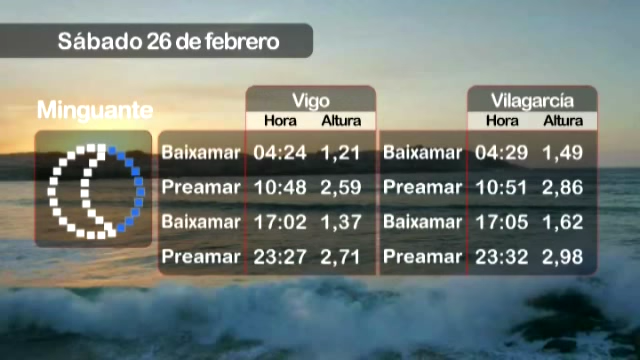 Sábado 26 de febrero
Minguante
Vigo Vilagarcía
Hora Altura Hora Altura
Baixamar 04:24 1,21 Baixamar 04:29 1,49
Preamar 10:48 2,59 Preamar 10:51 2,86
Baixamar 17:02 1,37 Baixamar 17:05 1,62
Preamar 23:27 2,71 Preamar 23:32 2,98